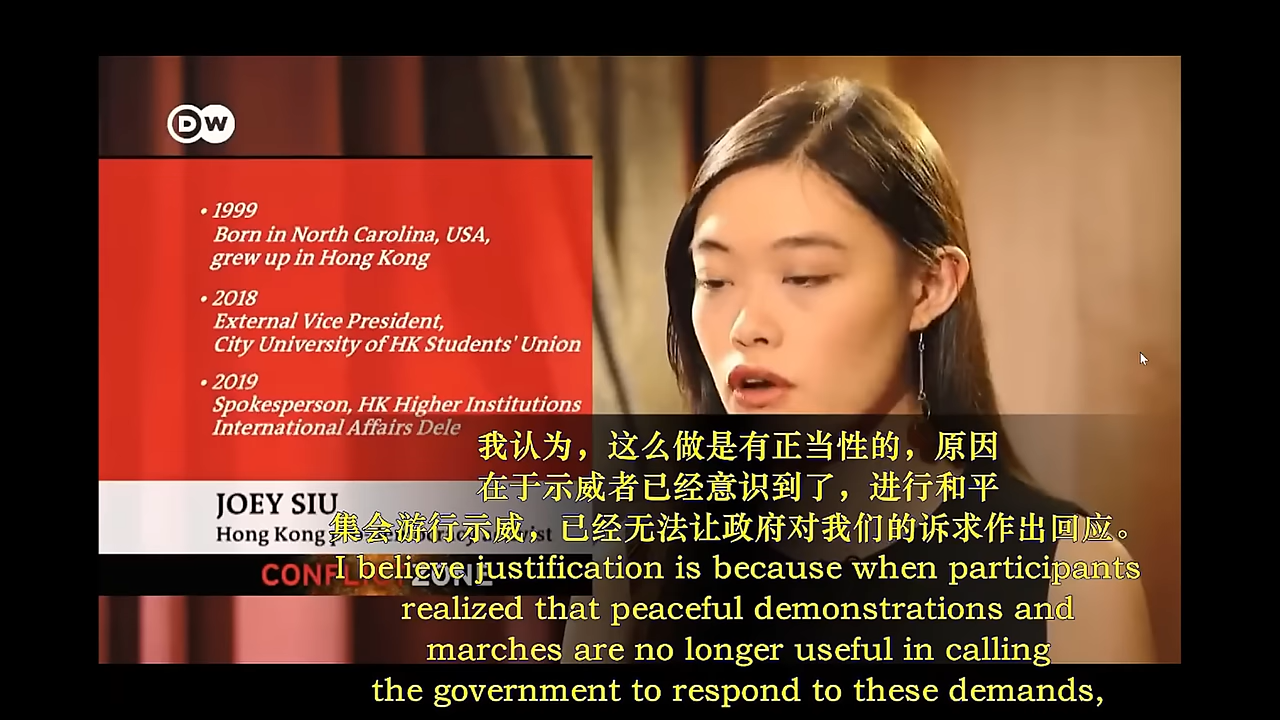 DW
• 1999
Born in North Carolina, USA,
grew up in Hong Kong
• 2018
External Vice President,
City University of HK Students' Union
• 2019
Spokesperson, HK Higher Institutions
International Affairs Dele
JOEY SIU
Hong Kong
CONFLICT ZONE
我认为，这么做是有正当性的，原因
在于示威者已经意识到了，进行和平
集会游行示威，已经无法让政府对我们的诉求作出回应。
I believe justification is because when participants
realized that peaceful demonstrations and
marches are no longer useful in calling
the government to respond to these demands,